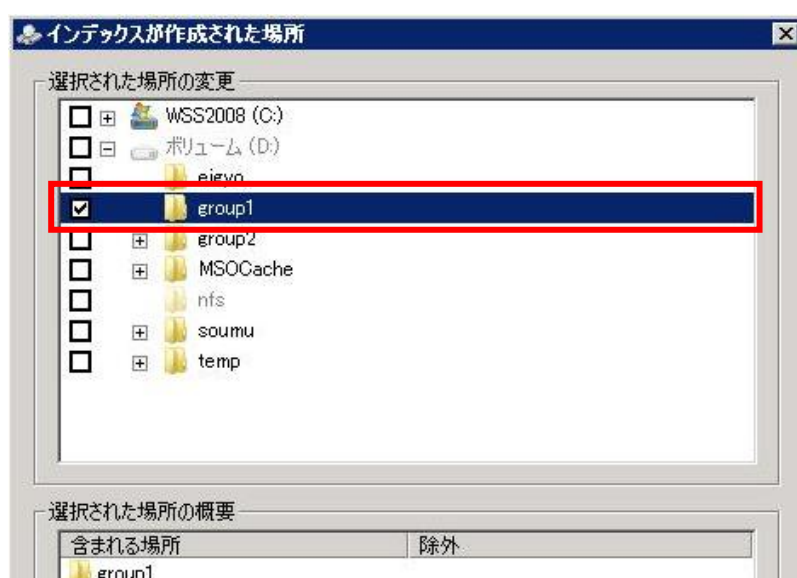 インデックスが作成された場所
選択された場所の変更
WSS2008 (C:)
ボリューム (D:)
eigyo
group1
group2
MSOCache
nfs
soumu
temp
選択された場所の概要
含まれる場所 除外
group1